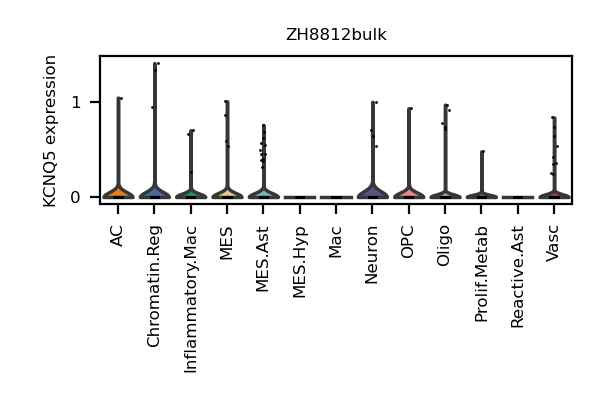 ZH8812bulk
KCNQ5 expression
1
0
AC
Chromatin.Reg
Inflammatory.Mac
MES
MES.Ast
MES.Hyp
Mac
Neuron
OPC
Oligo
Prolif.Metab
Reactive.Ast
Vasc